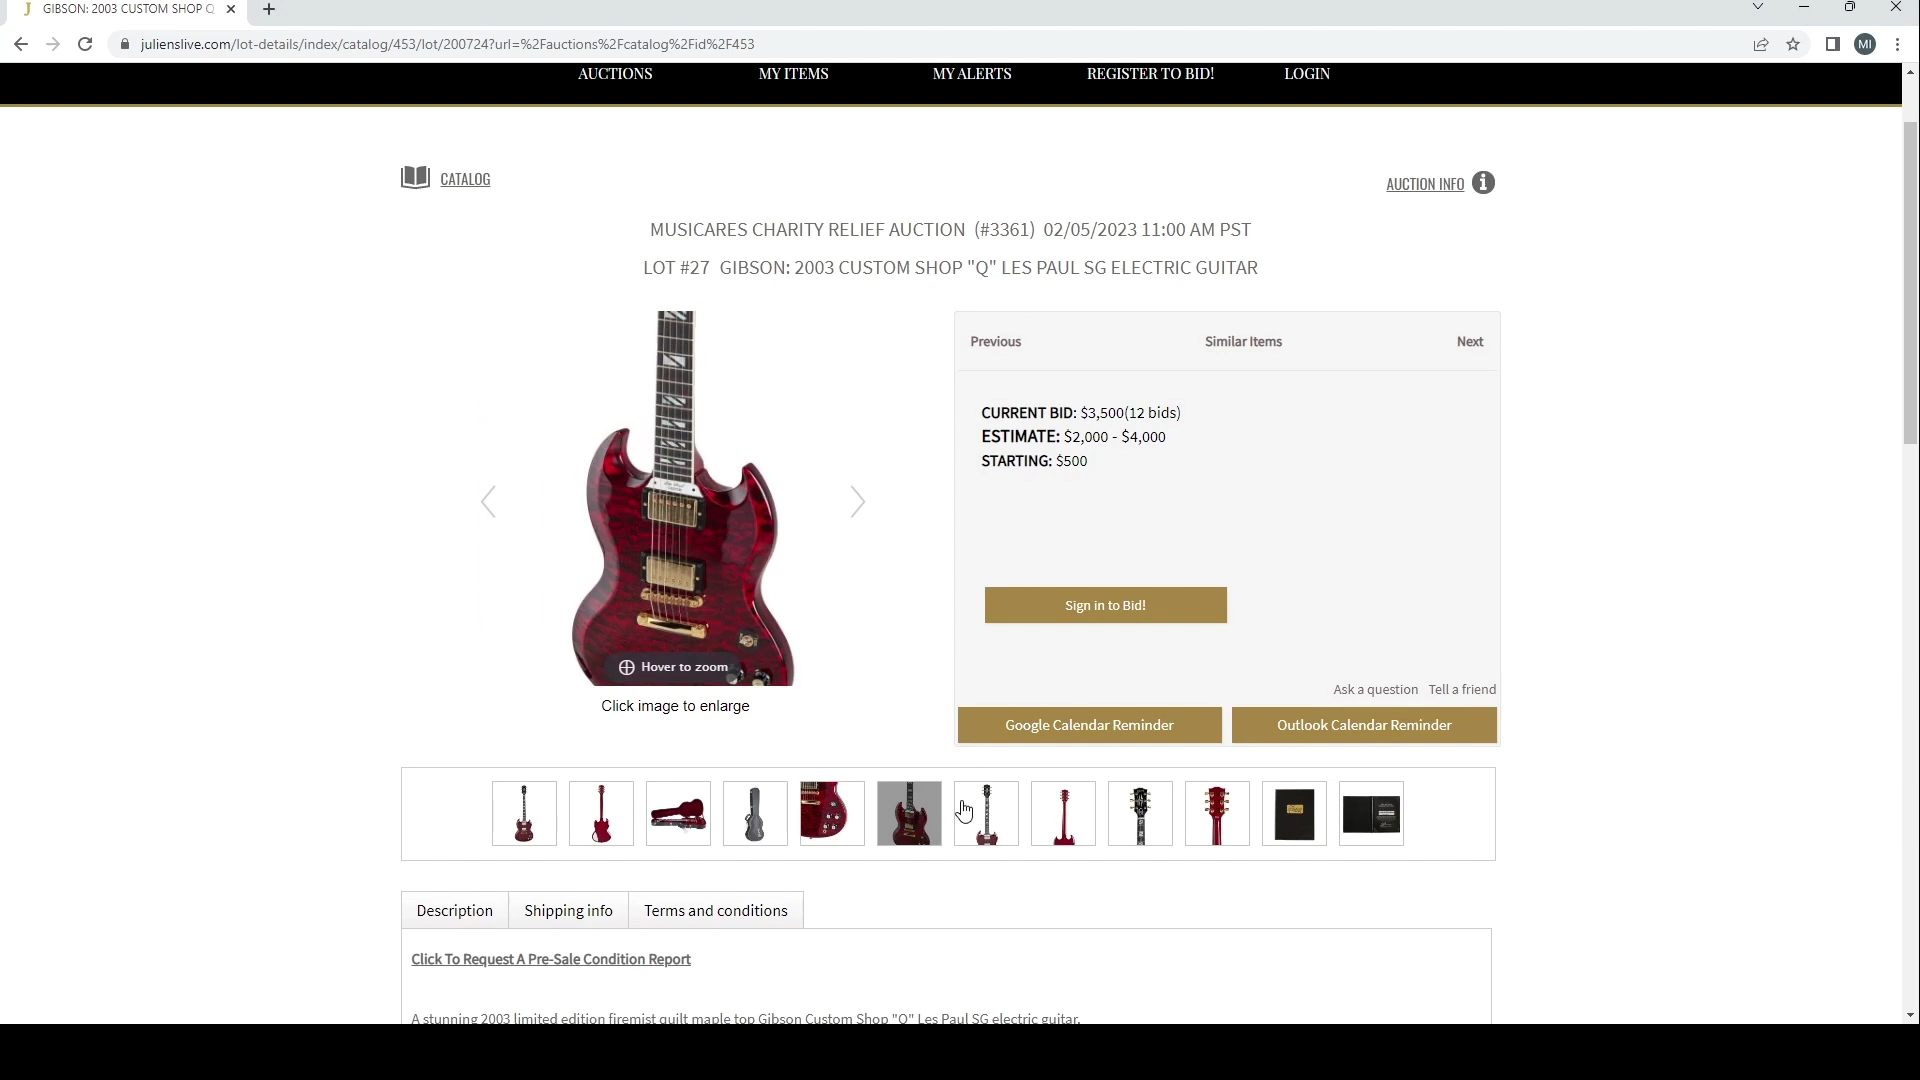 GIBSON: 2003 CUSTOM SHOP Q
julienslive.com/lot-details/index/catalog/453/lot/200724?url=%2Fauctions%2Fcatalog%2Fid%2F453
MI
AUCTIONS MY ITEMS MY ALERTS REGISTER TO BID! LOGIN
CATALOG
AUCTION INFO
MUSICARES CHARITY RELIEF AUCTION (#3361) 02/05/2023 11:00 AM PST
LOT #27 GIBSON: 2003 CUSTOM SHOP "Q" LES PAUL SG ELECTRIC GUITAR
Previous Similar Items Next
CURRENT BID: $3,500(12 bids)
ESTIMATE: $2,000 - $4,000
STARTING: $500
Sign in to Bid!
Hover to zoom
Click image to enlarge
Ask a question Tell a friend
Google Calendar Reminder Outlook Calendar Reminder
Description Shipping info Terms and conditions
Click To Request A Pre-Sale Condition Report
A stunning 2003 limited edition firemist quilt maple top Gibson Custom Shop "Q" Les Paul SG electric guitar.